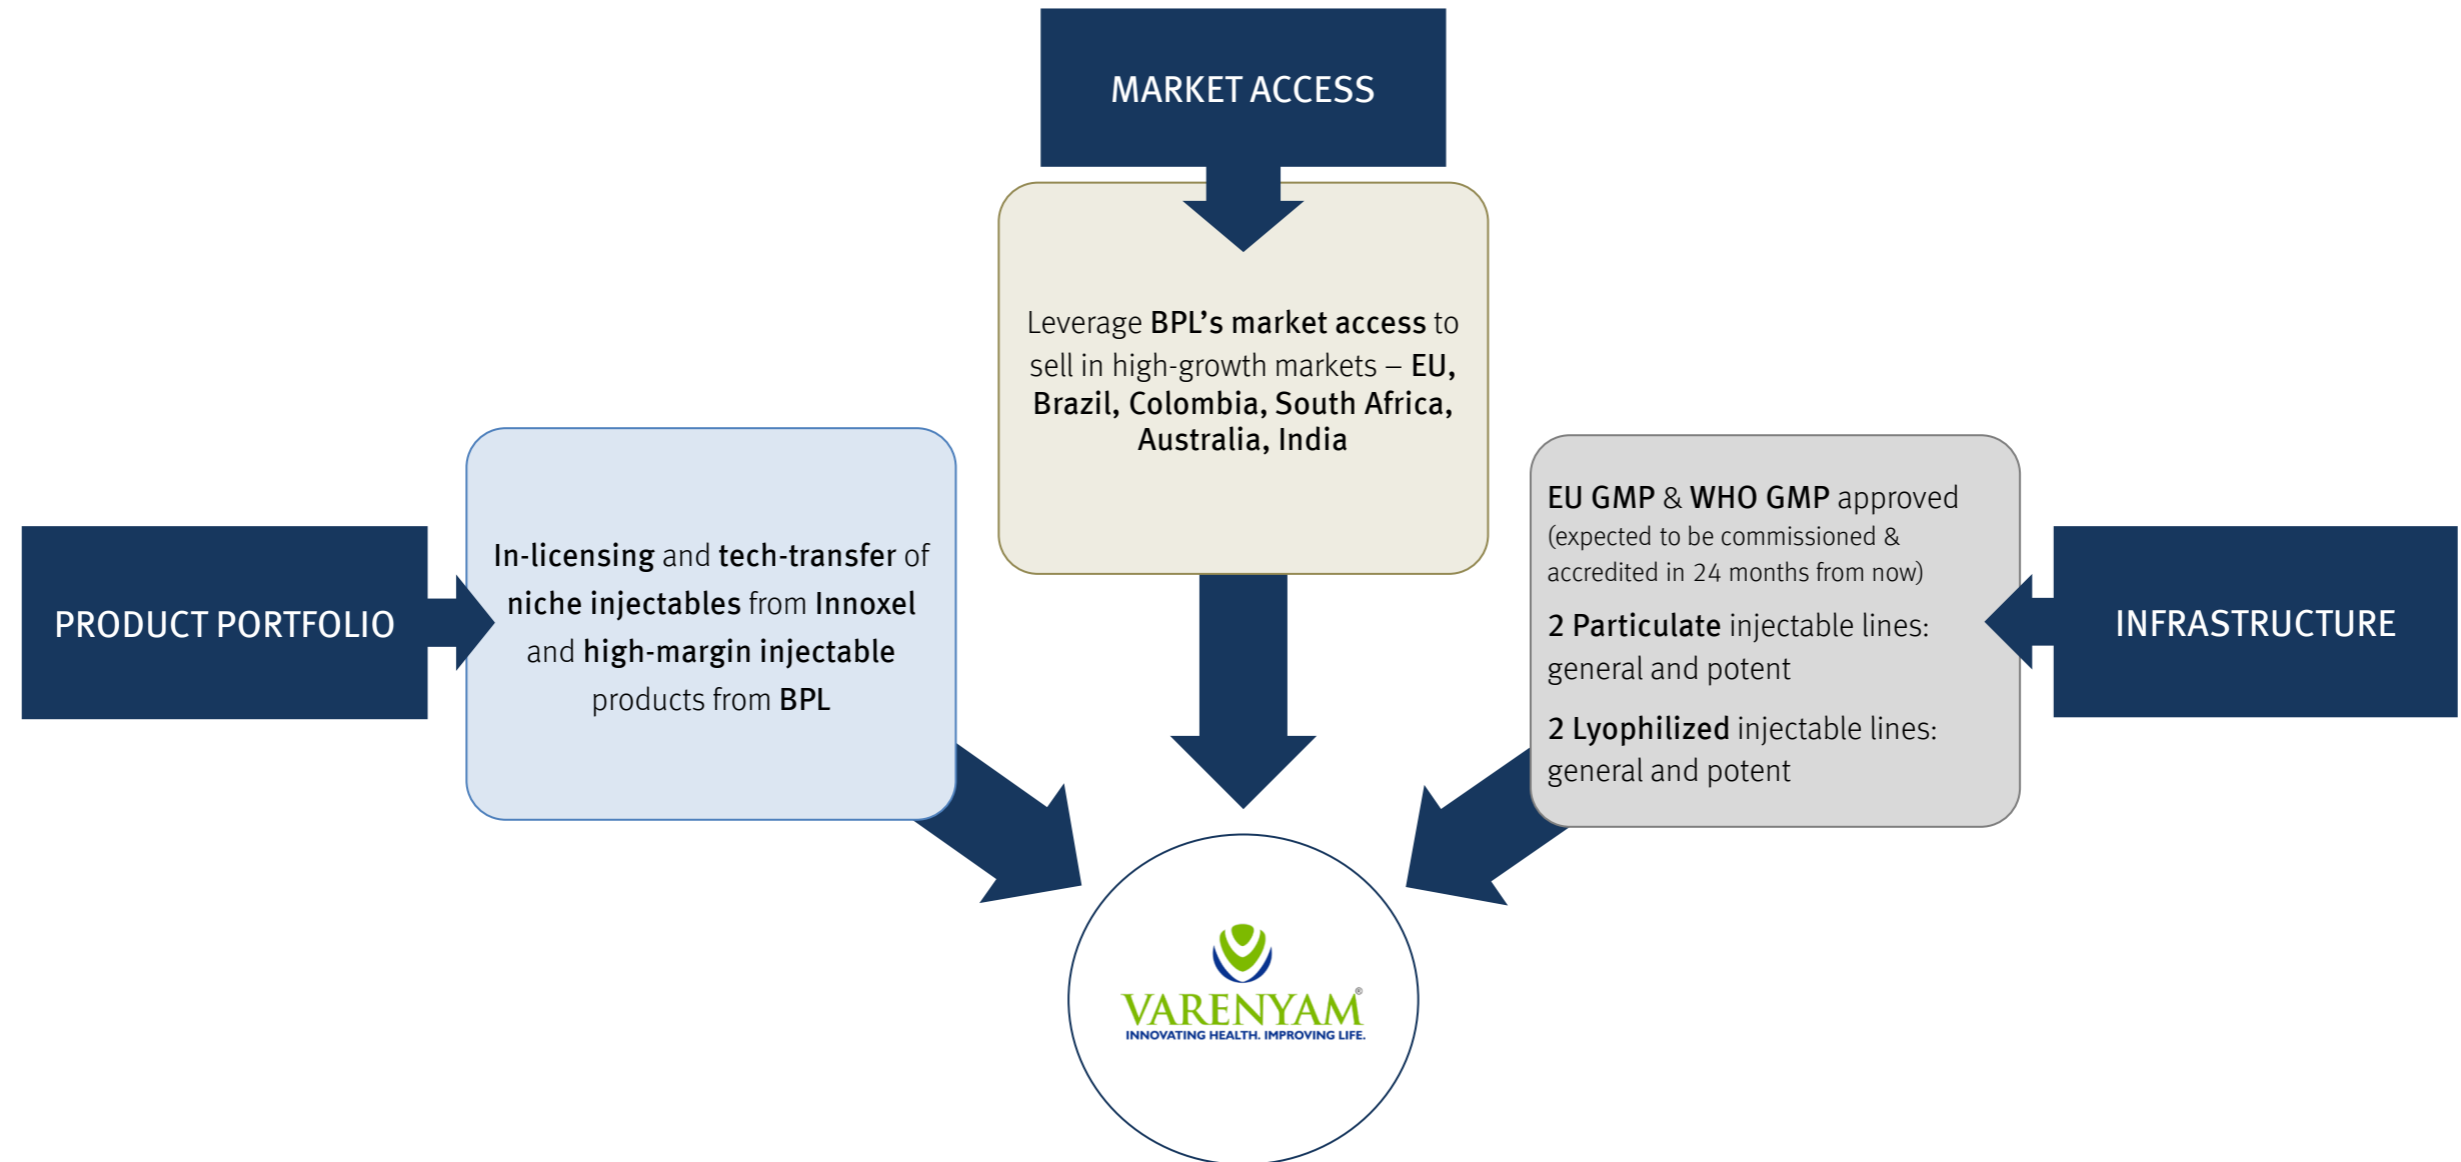 MARKET ACCESS
Leverage BPL’s market access to
sell in high-growth markets – EU,
Brazil, Colombia, South Africa,
Australia, India
PRODUCT PORTFOLIO
In-licensing and tech-transfer of
niche injectables from Innoxel
and high-margin injectable
products from BPL
EU GMP & WHO GMP approved
(expected to be commissioned &
accredited in 24 months from now)
2 Particulate injectable lines:
general and potent
2 Lyophilized injectable lines:
general and potent
INFRASTRUCTURE
VARENYAM®
INNOVATING HEALTH. IMPROVING LIFE.